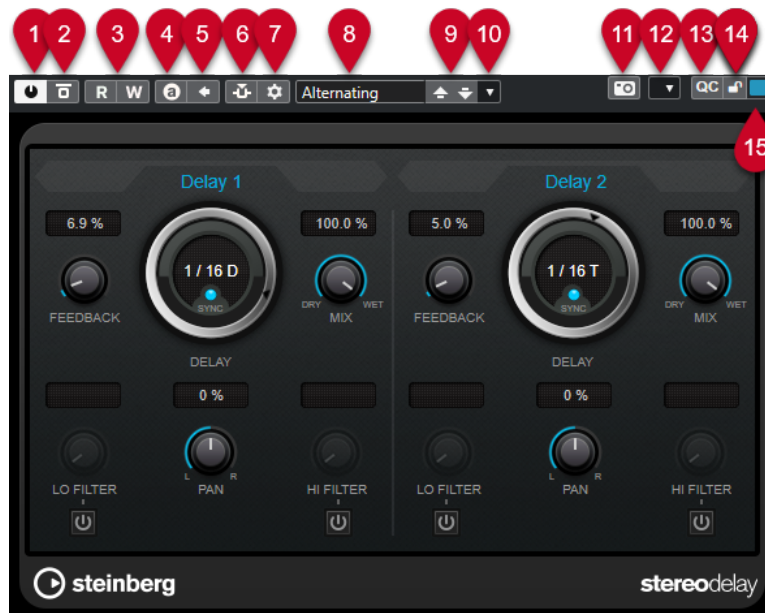 1 2 3 4 5 6 7 8 9 10 11 12 13 14
R W a Alternating QC
15
Delay 1 Delay 2
6.9 % 100.0 % 5.0 % 100.0 %
1 / 16 D 1 / 16 T
SYNC SYNC
DRY WET DRY WET
FEEDBACK MIX FEEDBACK MIX
DELAY DELAY
0 % 0 %
L R L R
LO FILTER PAN HI FILTER LO FILTER PAN HI FILTER
steinberg stereodelay